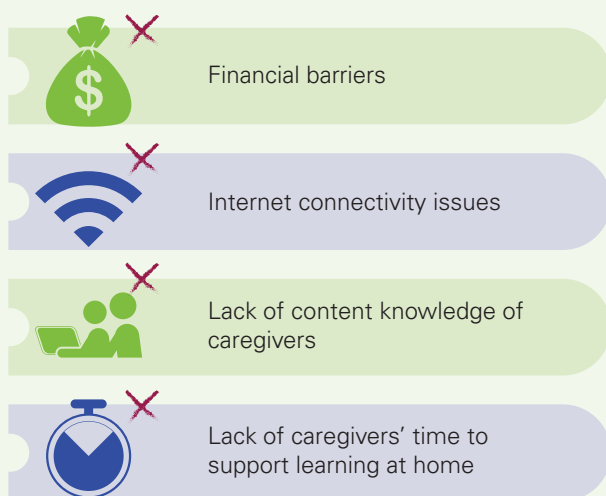 $
Financial barriers
Internet connectivity issues
Lack of content knowledge of
caregivers
Lack of caregivers’ time to
support learning at home